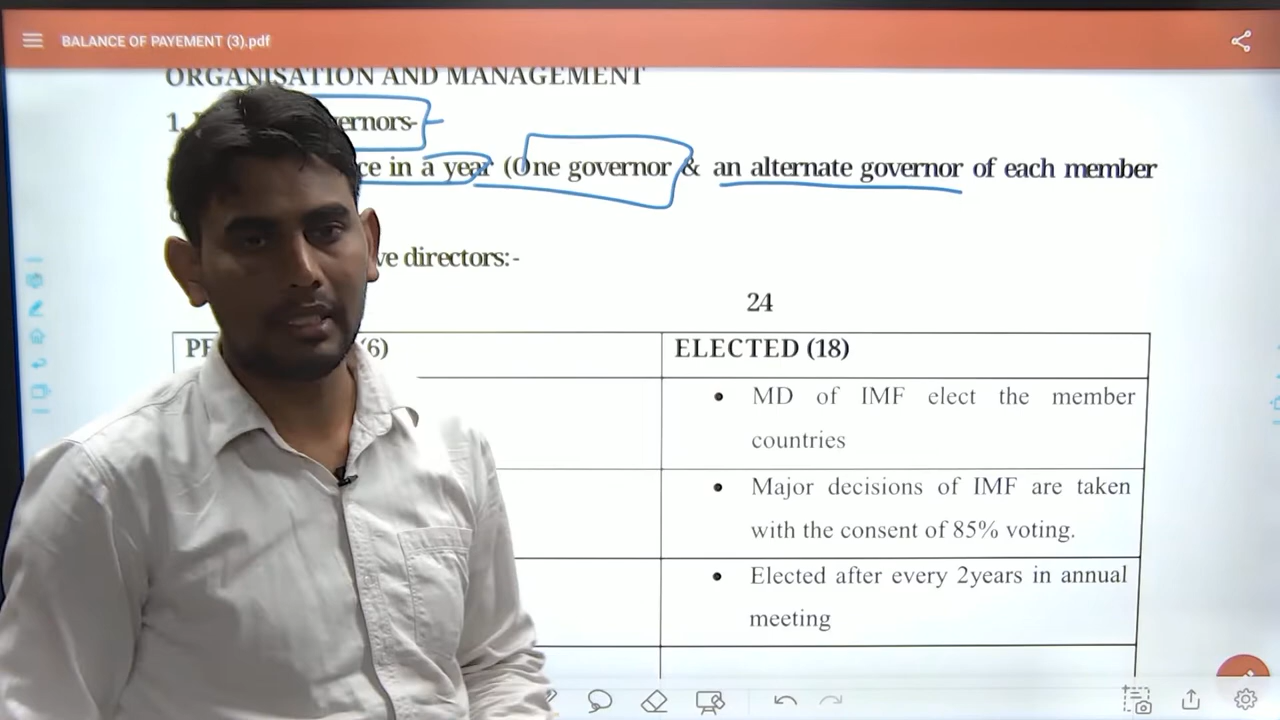 BALANCE OF PAYEMENT (3).pdf
ORGANISATION AND MANAGEMENT
1. ernors-
ce in a year (One governor & an alternate governor of each member
ve directors:-
24
PE (6) ELECTED (18)
MD of IMF elect the member
countries
Major decisions of IMF are taken
with the consent of 85% voting.
Elected after every 2years in annual
meeting